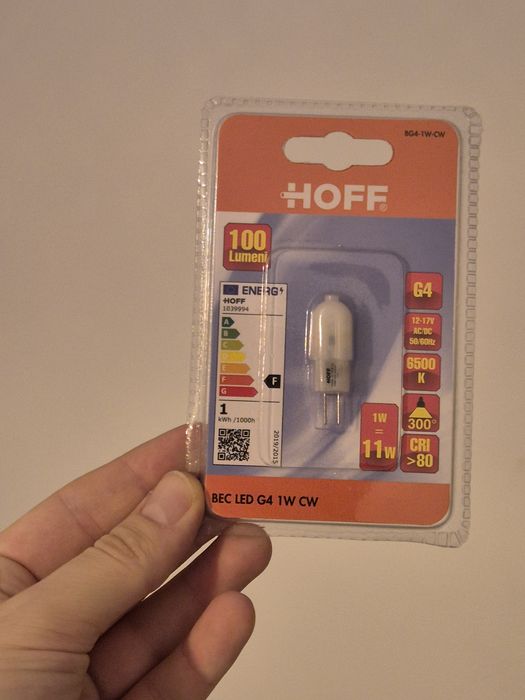 BG4-1W-CW
HOFF®
100
Lumeni
ENERG
HOFF
1039994
A
B
C
D
E
F
G
F
1
kWh /1000h
2019/2015
HOFF
G4
12-17V
AC/DC
50/60Hz
6500
K
300°
CRI
>80
1W
=
11W
BEC LED G4 1W CW